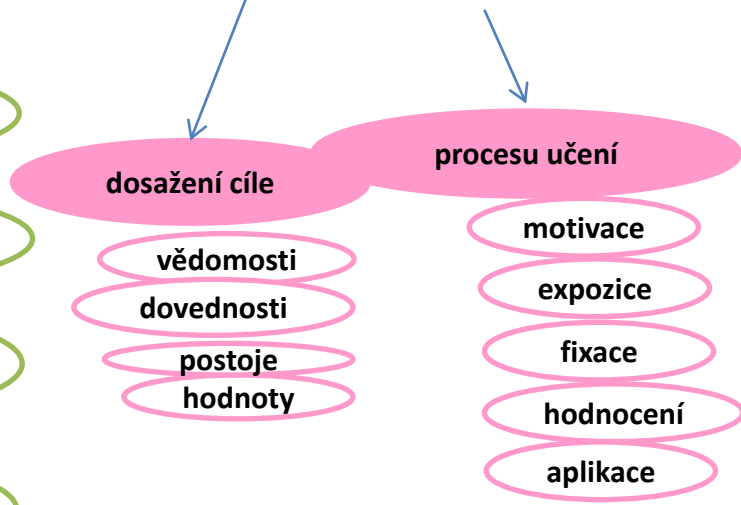 dosažení cíle
vědomosti
dovednosti
postoje
hodnoty
procesu učení
motivace
expozice
fixace
hodnocení
aplikace